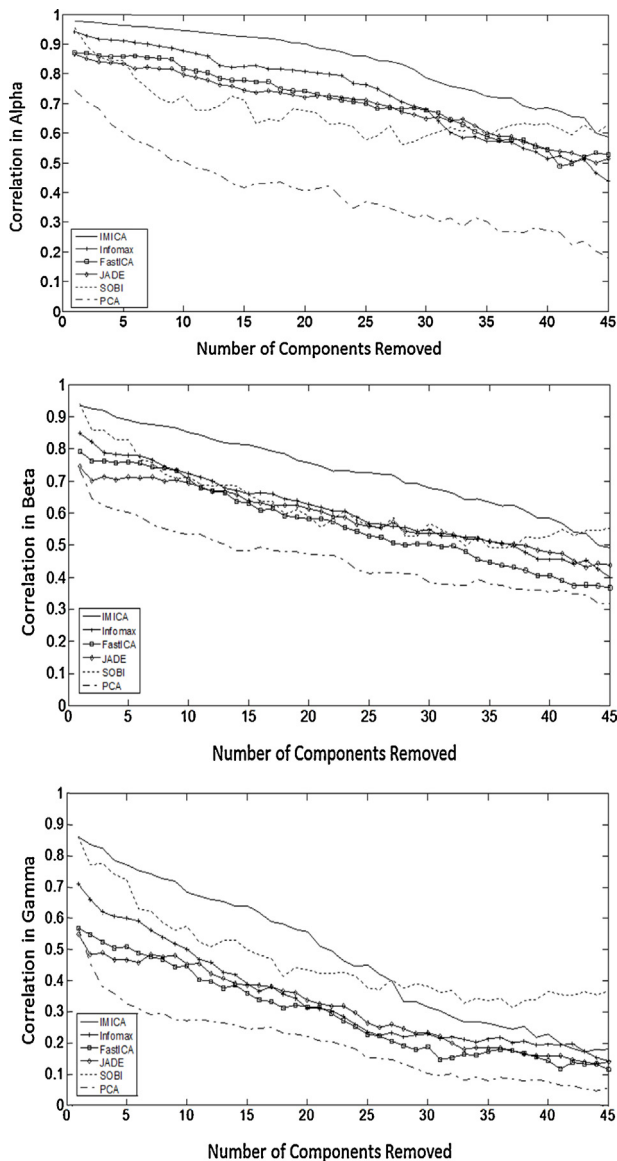 Correlation in Alpha
1
0.9
0.8
0.7
0.6
0.5
0.4
0.3
0.2
0.1
0
IMICA
Infomax
FastICA
JADE
SOBI
PCA
0 5 10 15 20 25 30 35 40 45
Number of Components Removed
Correlation in Beta
1
0.9
0.8
0.7
0.6
0.5
0.4
0.3
0.2
0.1
0
IMICA
Infomax
FastICA
JADE
SOBI
PCA
0 5 10 15 20 25 30 35 40 45
Number of Components Removed
Correlation in Gamma
1
0.9
0.8
0.7
0.6
0.5
0.4
0.3
0.2
0.1
0
IMICA
Infomax
FastICA
JADE
SOBI
PCA
0 5 10 15 20 25 30 35 40 45
Number of Components Removed